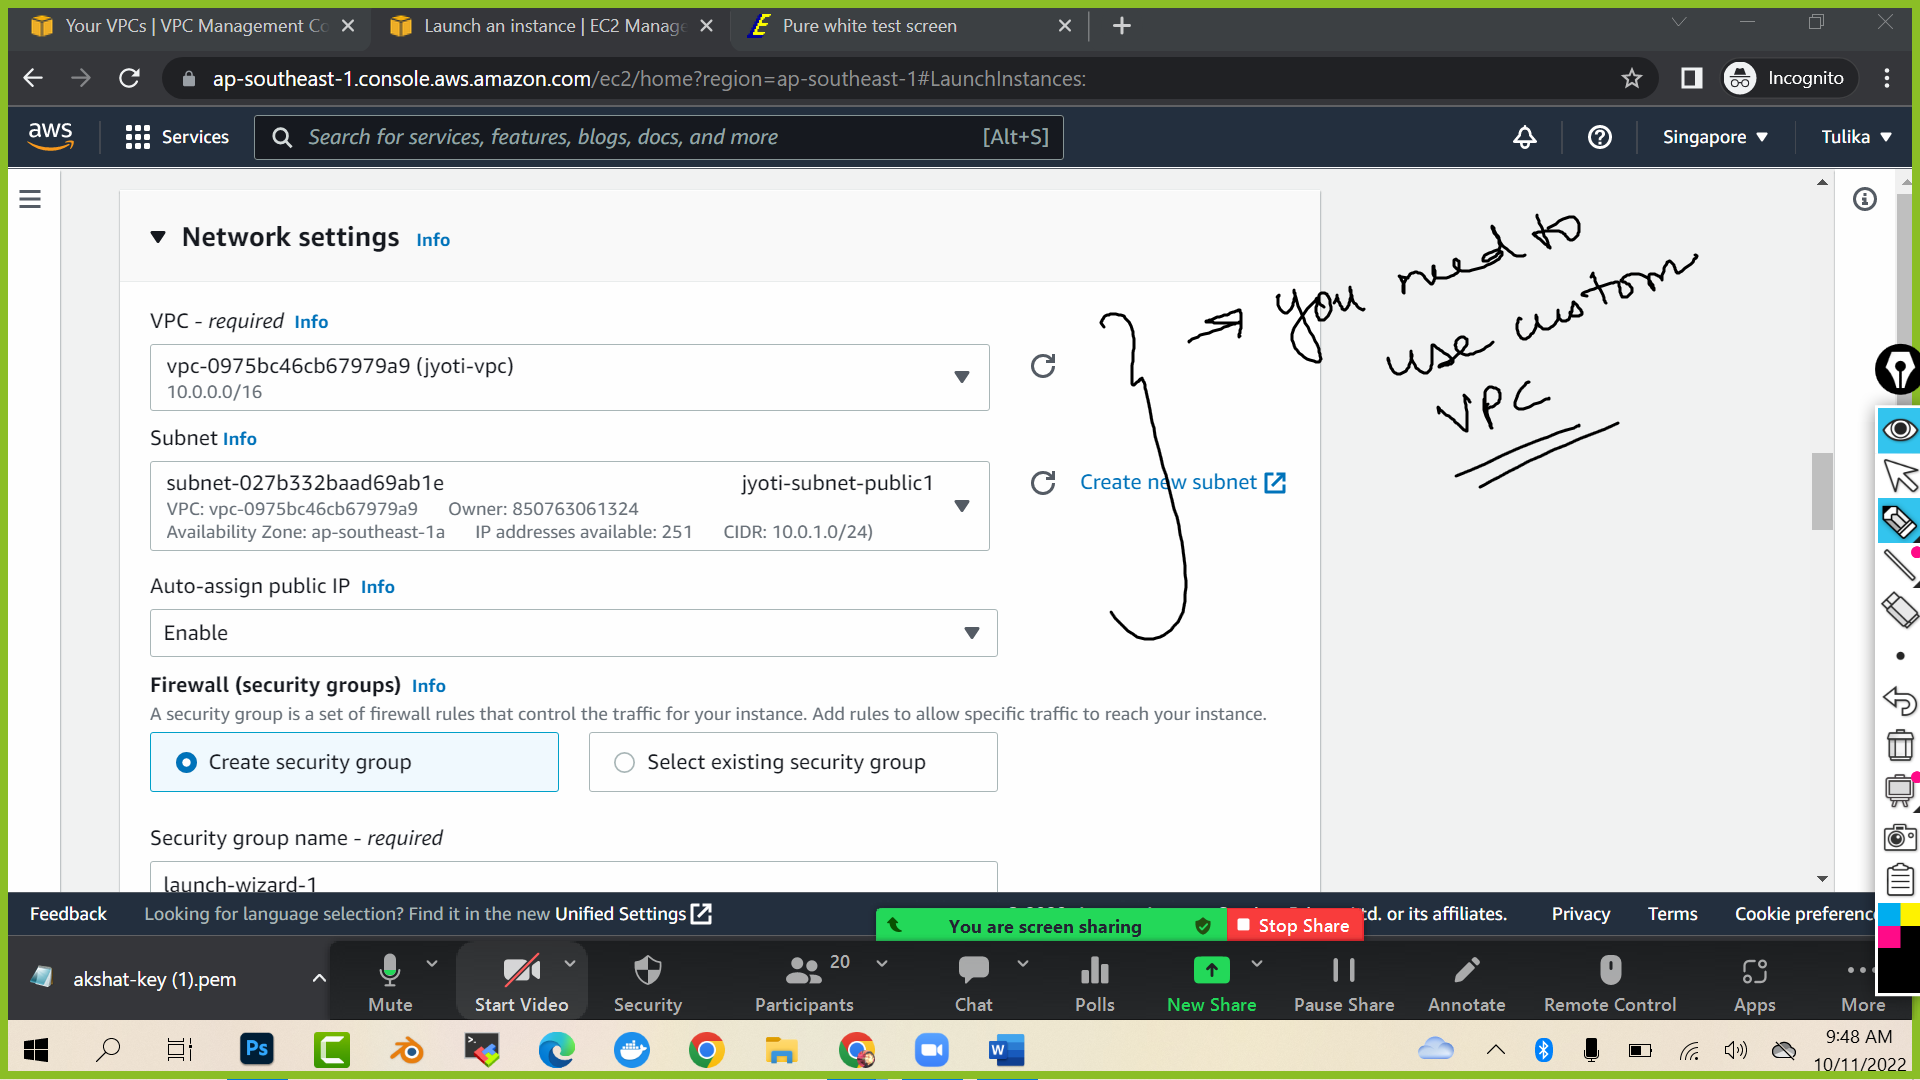 Your VPCs | VPC Management Co
Launch an instance | EC2 Manage
Pure white test screen
ap-southeast-1.console.aws.amazon.com/ec2/home?region=ap-southeast-1#LaunchInstances:
Incognito
aws
Services
Search for services, features, blogs, docs, and more
[Alt+S]
Singapore
Tulika
Network settings Info
VPC - required Info
vpc-0975bc46cb67979a9 (jyoti-vpc)
10.0.0.0/16
Subnet Info
subnet-027b332baad69ab1e jyoti-subnet-public1
VPC: vpc-0975bc46cb67979a9 Owner: 850763061324
Availability Zone: ap-southeast-1a IP addresses available: 251 CIDR: 10.0.1.0/24)
Create new subnet
you need to
use custom
VPC
Auto-assign public IP Info
Enable
Firewall (security groups) Info
A security group is a set of firewall rules that control the traffic for your instance. Add rules to allow specific traffic to reach your instance.
Create security group
Select existing security group
Security group name - required
launch-wizard-1
Feedback
Looking for language selection? Find it in the new Unified Settings
td. or its affiliates.
Privacy
Terms
Cookie preferenc
You are screen sharing
Stop Share
akshat-key (1).pem
Mute
Start Video
Security
20
Participants
Chat
Polls
New Share
Pause Share
Annotate
Remote Control
Apps
More
Ps
W
9:48 AM
10/11/2022